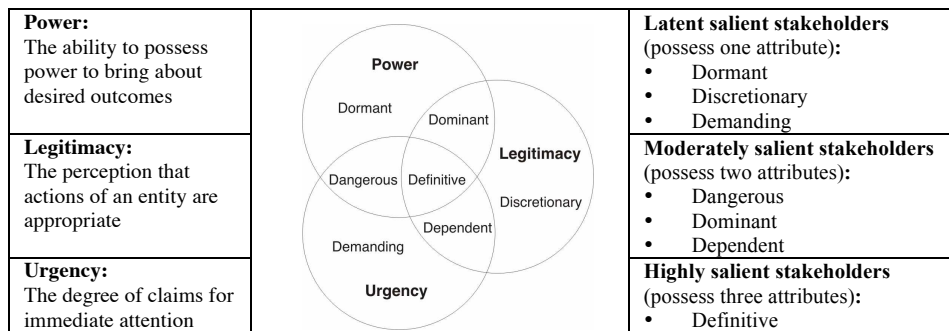 Power:
The ability to possess
power to bring about
desired outcomes
Legitimacy:
The perception that
actions of an entity are
appropriate
Urgency:
The degree of claims for
immediate attention
Power
Dormant
Dominant
Legitimacy
Dangerous
Definitive
Discretionary
Dependent
Demanding
Urgency
Latent salient stakeholders
(possess one attribute):
• Dormant
• Discretionary
• Demanding
Moderately salient stakeholders
(possess two attributes):
• Dangerous
• Dominant
• Dependent
Highly salient stakeholders
(possess three attributes):
• Definitive